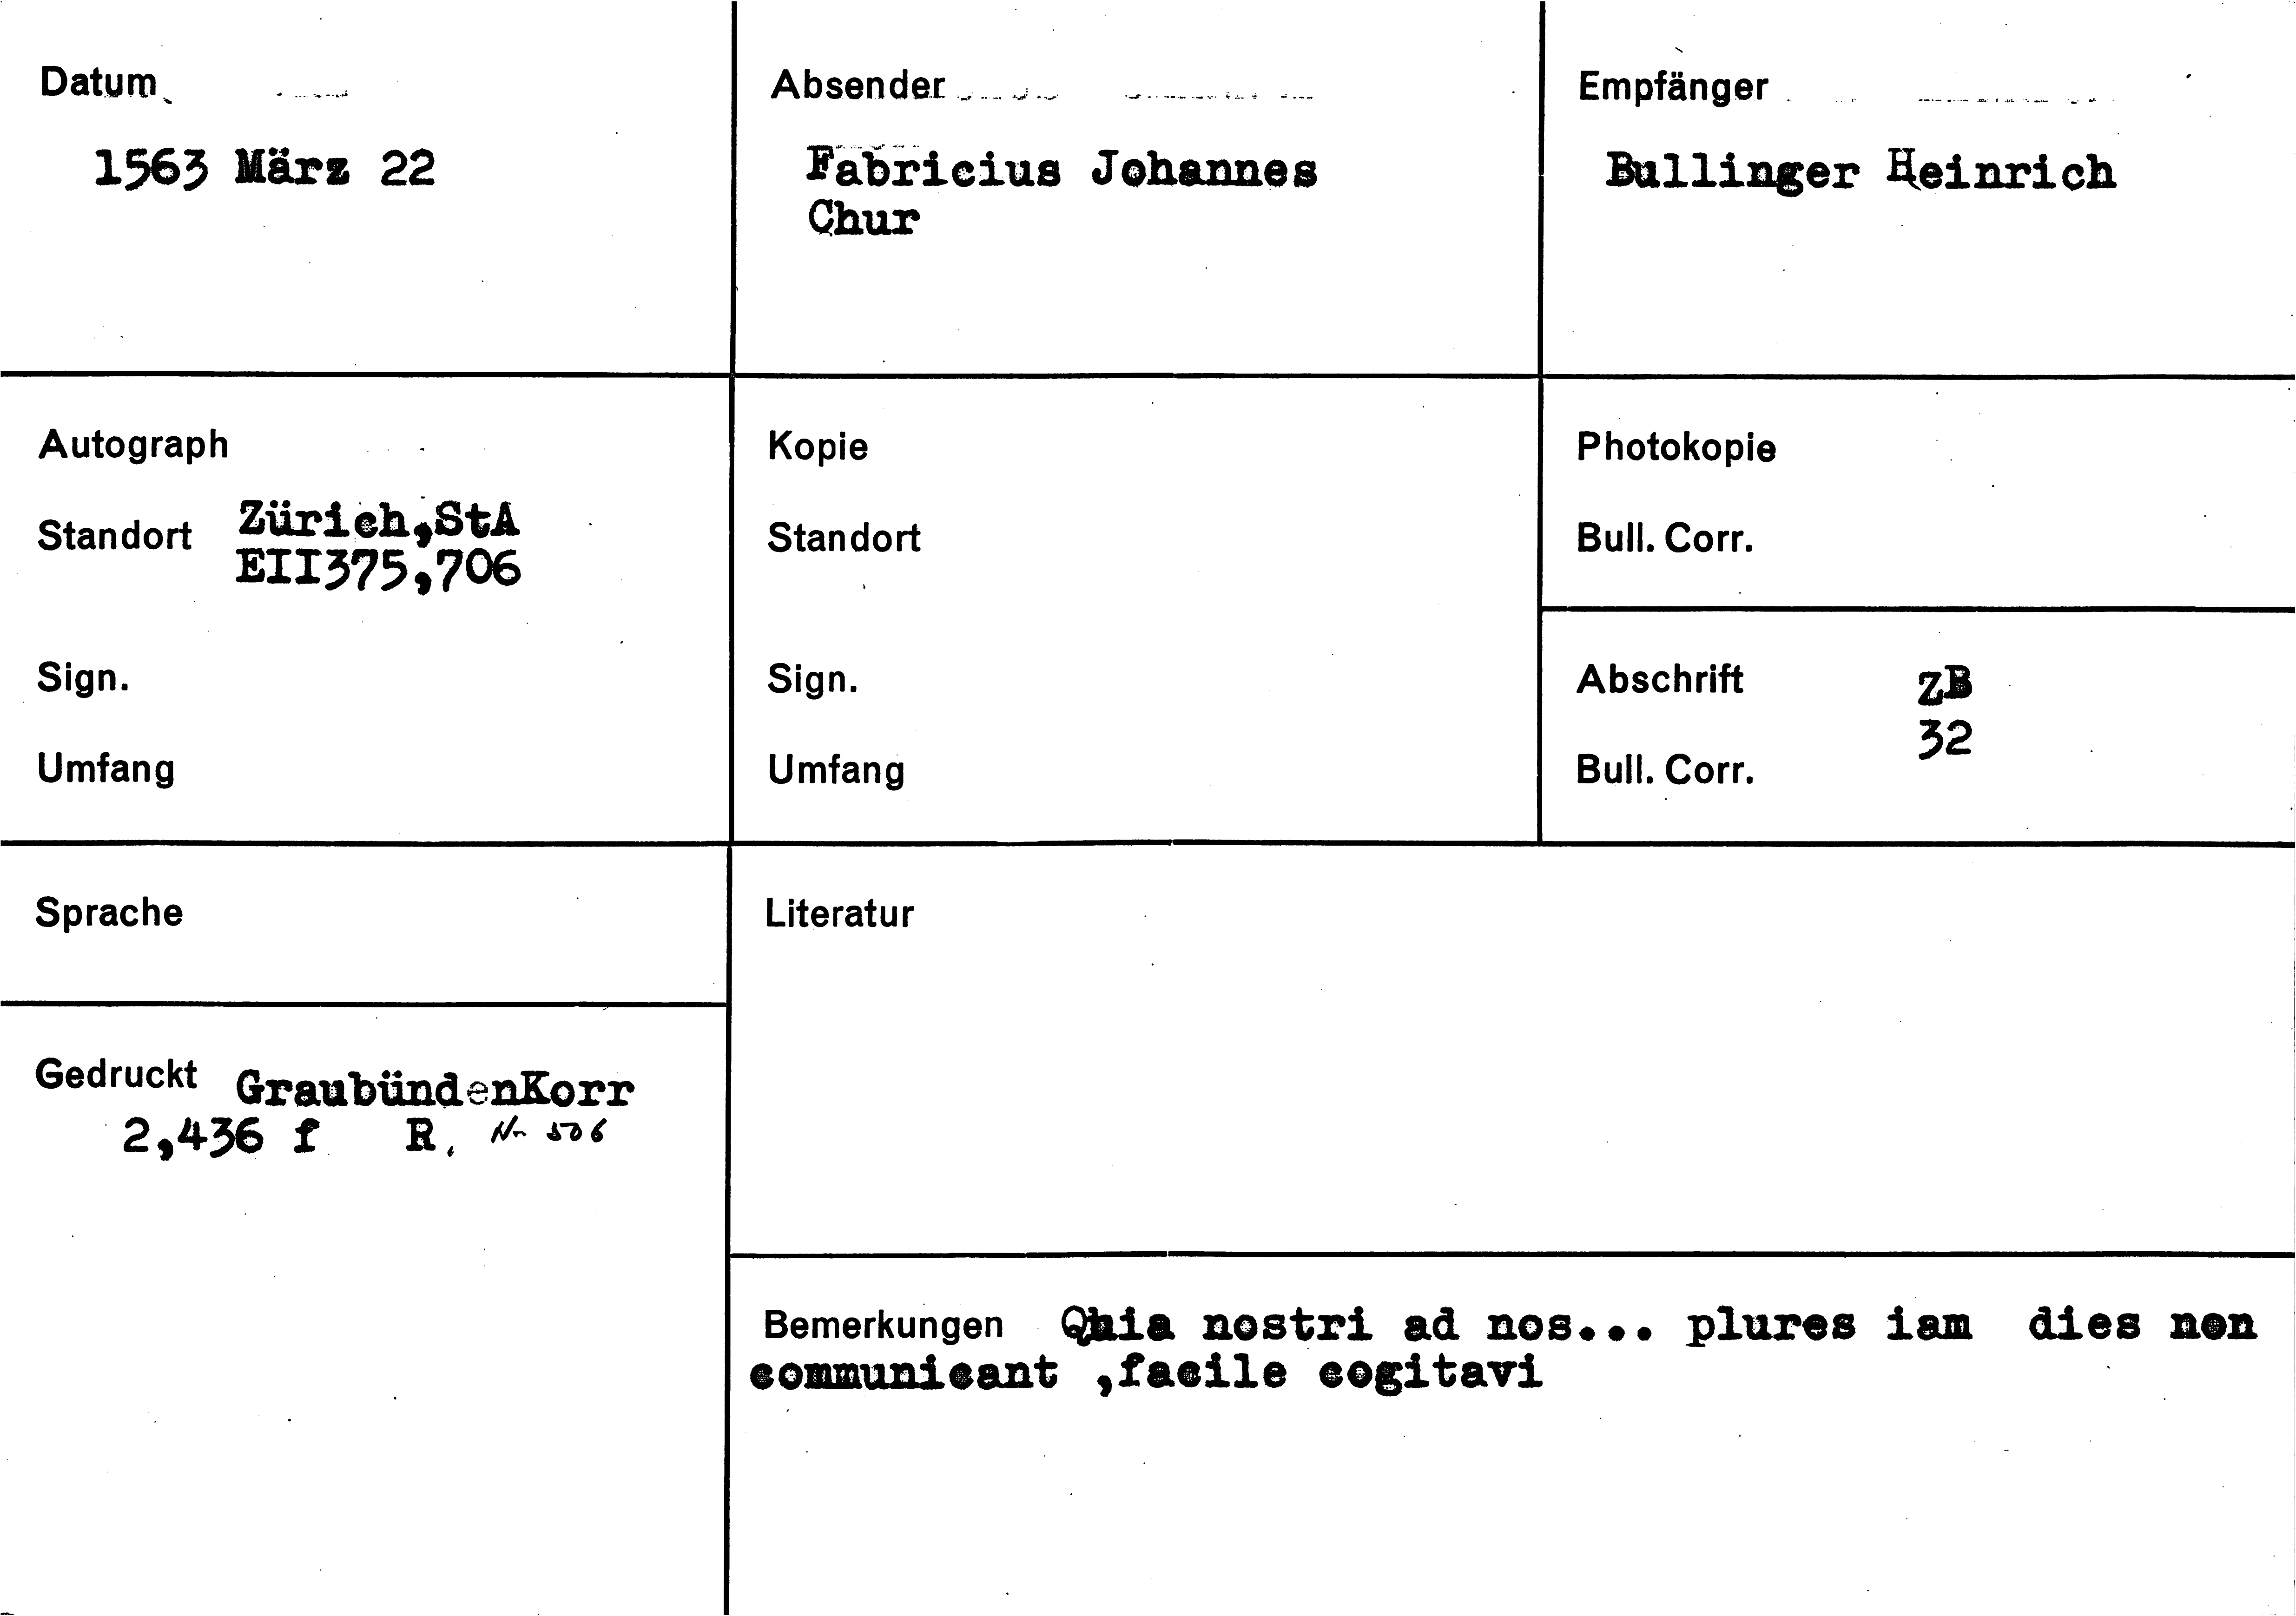 Datum
1563 März 22
Absender
Fabricius Johannes
Chur
Empfänger
Bullinger Heinrich
Autograph
Standort Zürich,StA
EII375,706
Sign.
Umfang
Kopie
Standort
Sign.
Umfang
Photokopie
Bull. Corr.
Abschrift ZB
32
Bull. Corr.
Sprache
Gedruckt GraubündenKorr
2,436 f R. Nr 506
Literatur
Bemerkungen Quia nostri ad nos... plures iam dies non
communicant ,facile cogitavi